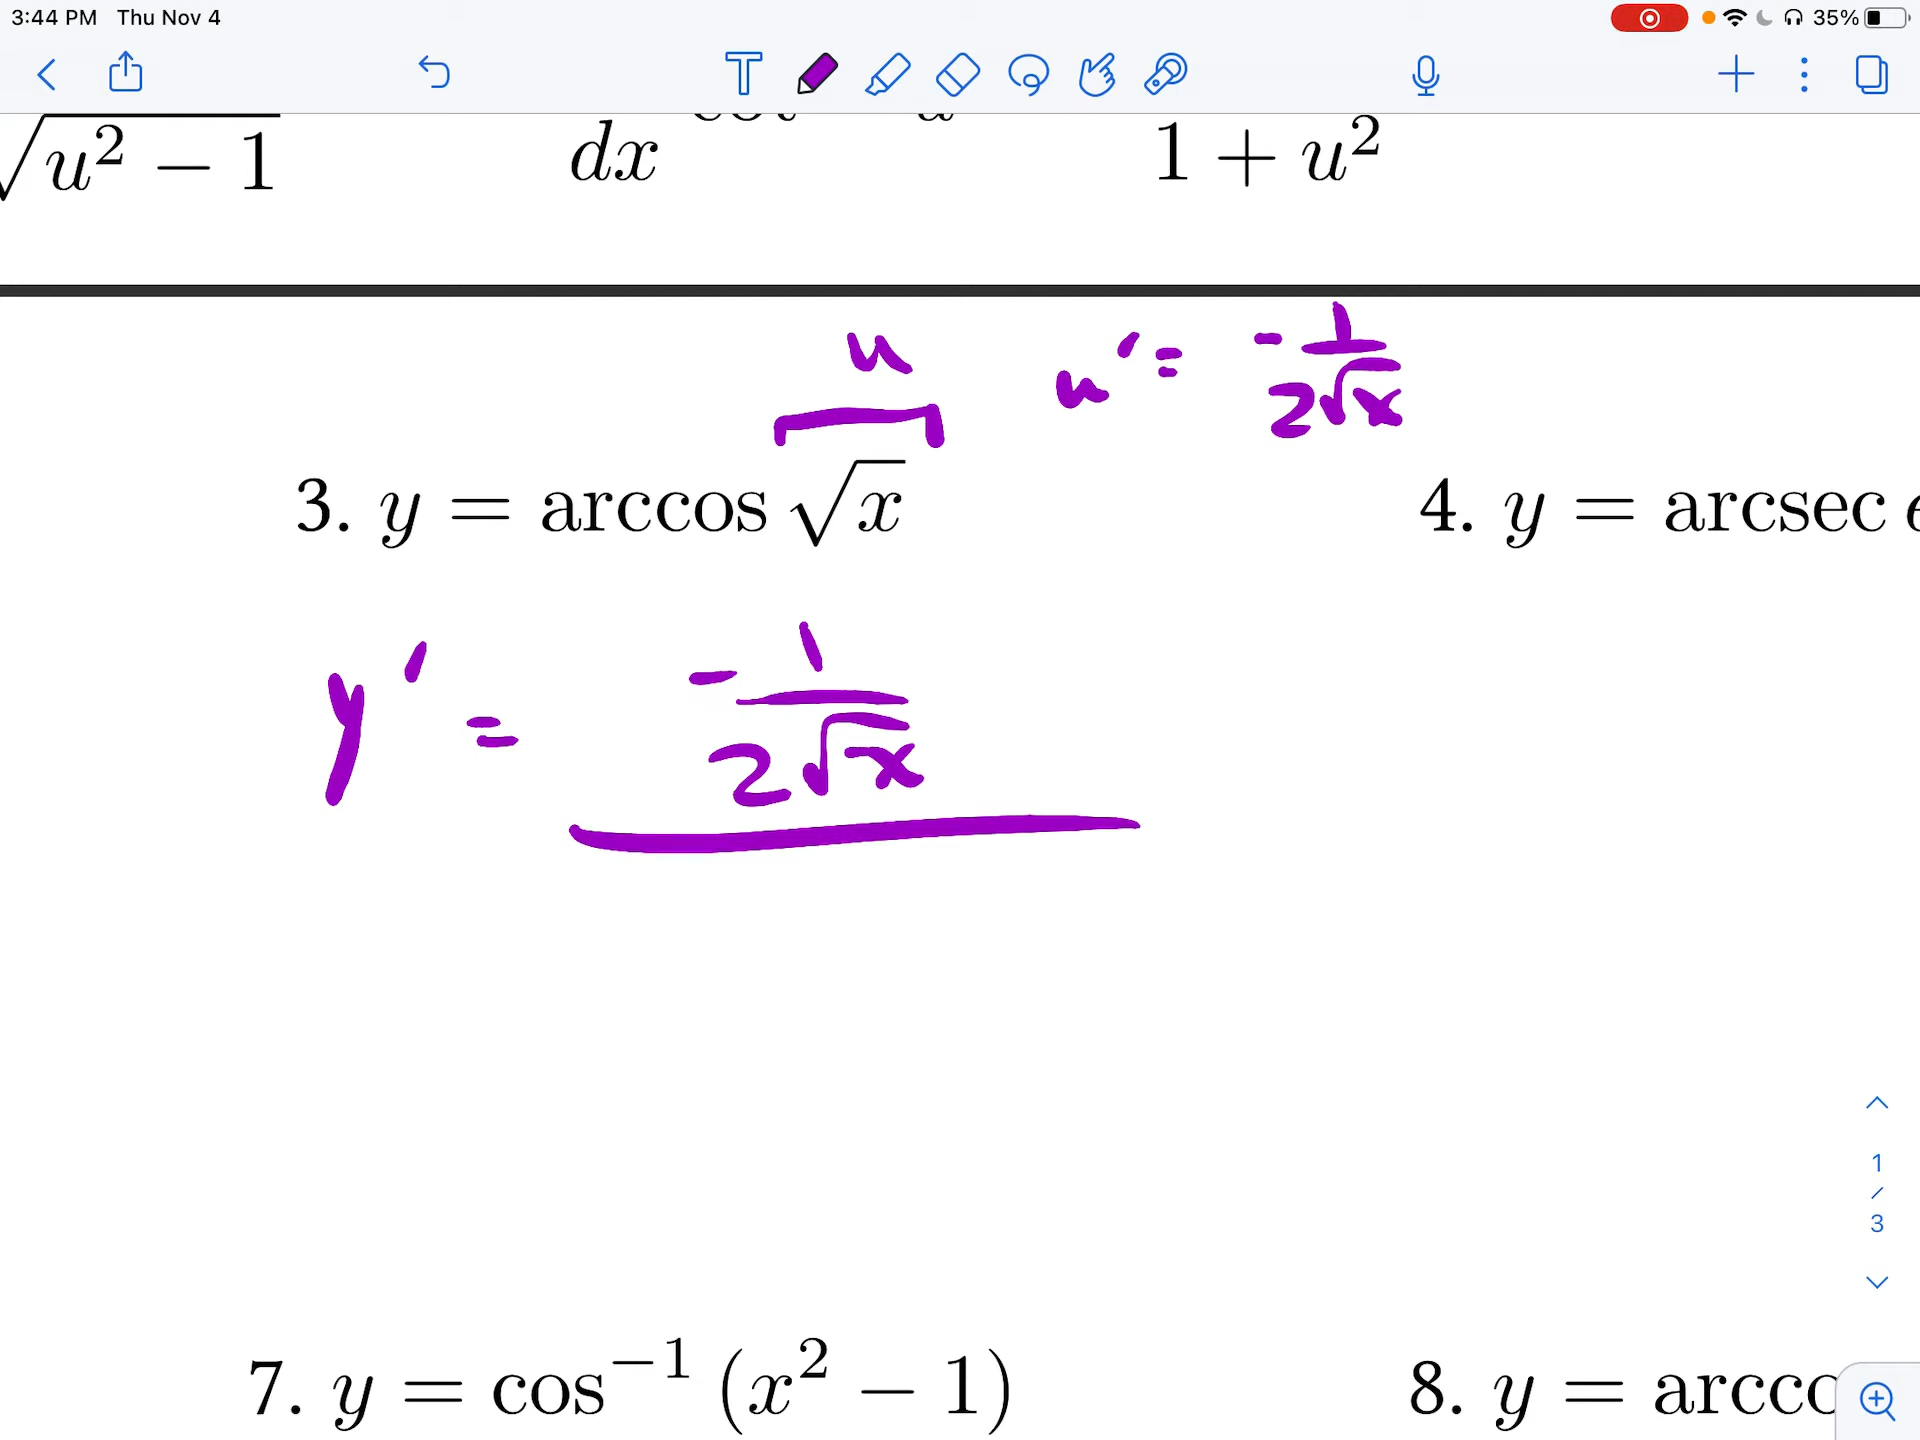 3:44 PM Thu Nov 4 35%
T
√u² − 1 dx 1 + u²
u u' = - 1/2√x
3. y = arccos √x 4. y = arcsec
y' = - 1/2√x
1
/
3
7. y = cos⁻¹ (x² − 1) 8. y = arcco